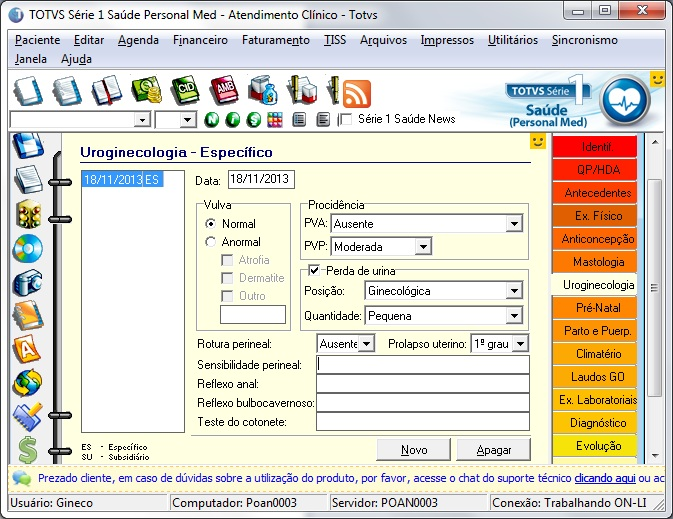 TOTVS Série 1 Saúde Personal Med - Atendimento Clínico - Totvs
Paciente Editar Agenda Financeiro Faturamento TISS Arquivos Impressos Utilitários Sincronismo
Janela Ajuda
CID AMB
TOTVS Série 1
Saúde
(Personal Med)
Série 1 Saúde News
Uroginecologia - Específico
18/11/2013 ES
Data: 18/11/2013
Vulva
Normal
Anormal
Atrofia
Dermatite
Outro
Procidência
PVA: Ausente
PVP: Moderada
Perda de urina
Posição: Ginecológica
Quantidade: Pequena
Rotura perineal: Ausente Prolapso uterino: 1º grau
Sensibilidade perineal:
Reflexo anal:
Reflexo bulbocavernoso:
Teste do cotonete:
ES - Específico
SU - Subsidiário
Novo Apagar
Identif.
QP/HDA
Antecedentes
Ex. Físico
Anticoncepção
Mastologia
Uroginecologia
Pré-Natal
Parto e Puerp.
Climatério
Laudos GO
Ex. Laboratoriais
Diagnóstico
Evolução
Prezado cliente, em caso de dúvidas sobre a utilização do produto, por favor, acesse o chat do suporte técnico clicando aqui ou ac
Usuário: Gineco Computador: Poan0003 Servidor: POAN0003 Conexão: Trabalhando ON-LI